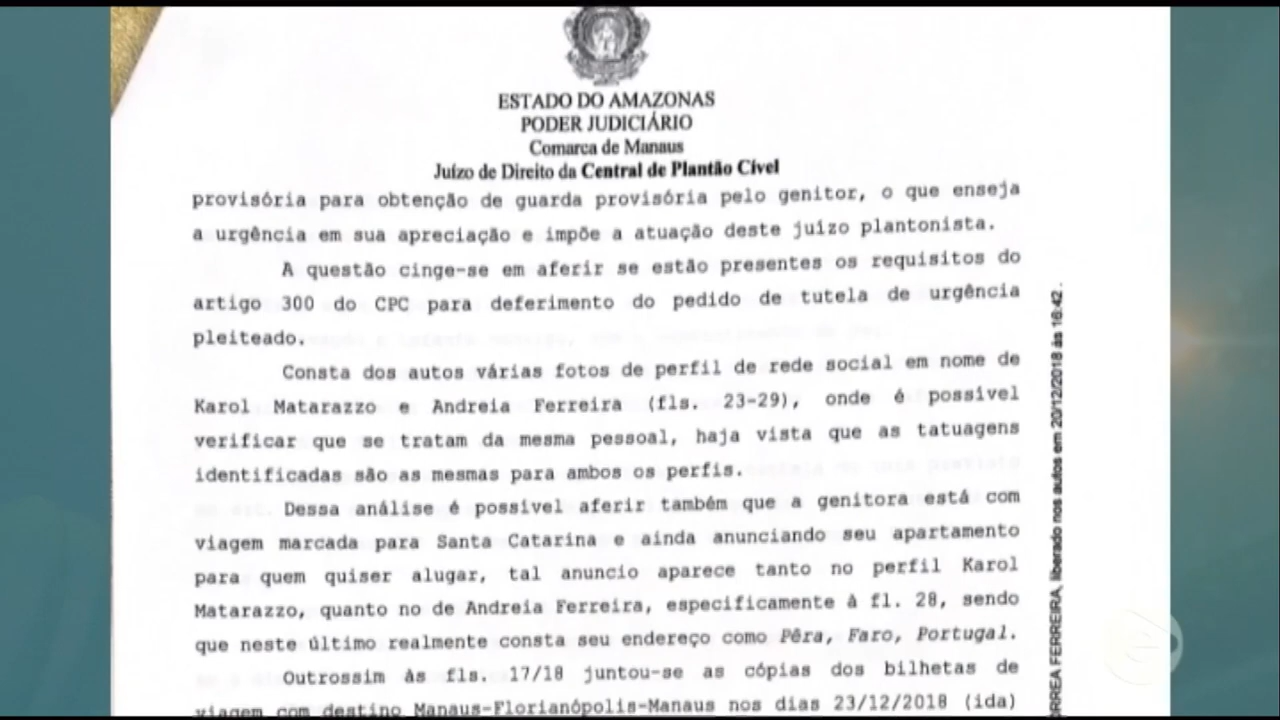 ESTADO DO AMAZONAS
PODER JUDICIÁRIO
Comarca de Manaus
Juízo de Direito da Central de Plantão Cível
provisória para obtenção de guarda provisória pelo genitor, o que enseja
a urgência em sua apreciação e impõe a atuação deste juízo plantonista.
A questão cinge-se em aferir se estão presentes os requisitos do
artigo 300 do CPC para deferimento do pedido de tutela de urgência
pleiteado.
Consta dos autos várias fotos de perfil de rede social em nome de
Karol Matarazzo e Andreia Ferreira (fls. 23-29), onde é possível
verificar que se tratam da mesma pessoal, haja vista que as tatuagens
identificadas são as mesmas para ambos os perfis.
Dessa análise é possível aferir também que a genitora está com
viagem marcada para Santa Catarina e ainda anunciando seu apartamento
para quem quiser alugar, tal anuncio aparece tanto no perfil Karol
Matarazzo, quanto no de Andreia Ferreira, especificamente à fl. 28, sendo
que neste último realmente consta seu endereço como Pêra, Faro, Portugal.
Outrossim às fls. 17/18 juntou-se as cópias dos bilhetas de
viagem com destino Manaus-Florianópolis-Manaus nos dias 23/12/2018 (ida)
FERREIRA, liberado nos autos em 20/12/2018 às 16:42 .